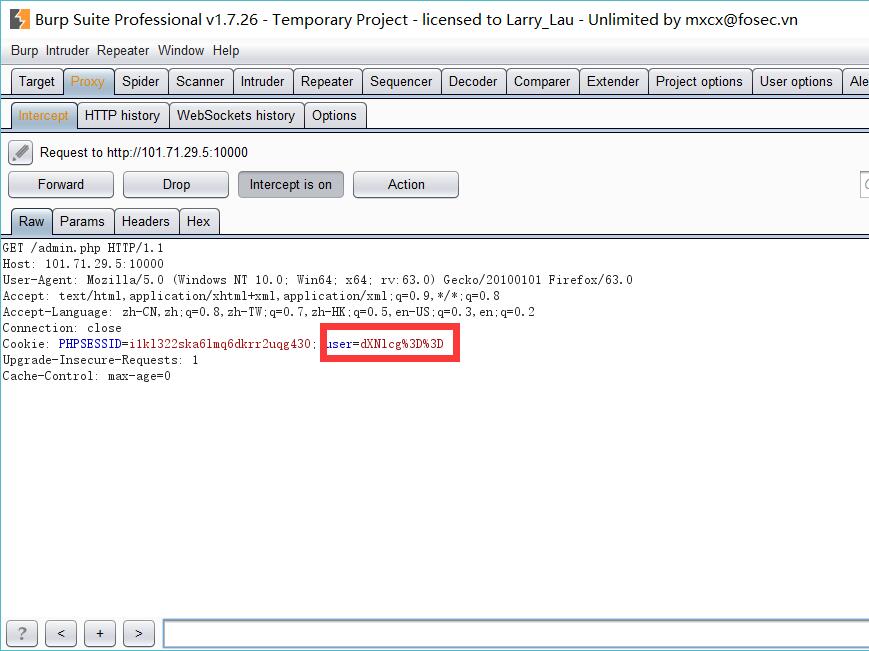 Burp Suite Professional v1.7.26 - Temporary Project - licensed to Larry_Lau - Unlimited by mxcx@fosec.vn
Burp Intruder Repeater Window Help
Target Proxy Spider Scanner Intruder Repeater Sequencer Decoder Comparer Extender Project options User options Ale
Intercept HTTP history WebSockets history Options
Request to http://101.71.29.5:10000
Forward Drop Intercept is on Action
Raw Params Headers Hex
GET /admin.php HTTP/1.1
Host: 101.71.29.5:10000
User-Agent: Mozilla/5.0 (Windows NT 10.0; Win64; x64; rv:63.0) Gecko/20100101 Firefox/63.0
Accept: text/html,application/xhtml+xml,application/xml;q=0.9,*/*;q=0.8
Accept-Language: zh-CN,zh;q=0.8,zh-TW;q=0.7,zh-HK;q=0.5,en-US;q=0.3,en;q=0.2
Connection: close
Cookie: PHPSESSID=i1kl322ska6lmq6dkrr2uqg430; user=dXNlcg%3D%3D
Upgrade-Insecure-Requests: 1
Cache-Control: max-age=0
? < + >